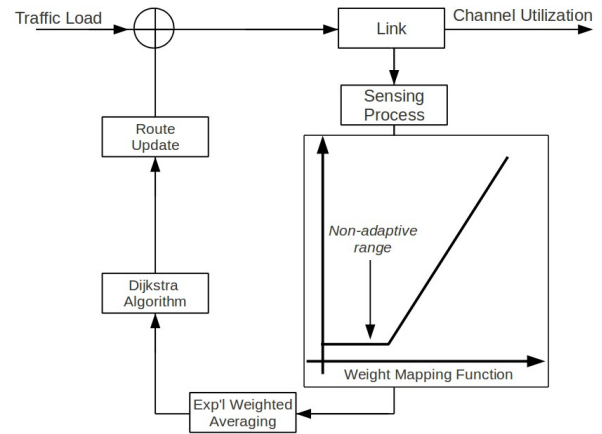 Traffic Load
Link
Channel Utilization
Sensing
Process
Route
Update
Non-adaptive
range
Dijkstra
Algorithm
Weight Mapping Function
Exp'l Weighted
Averaging